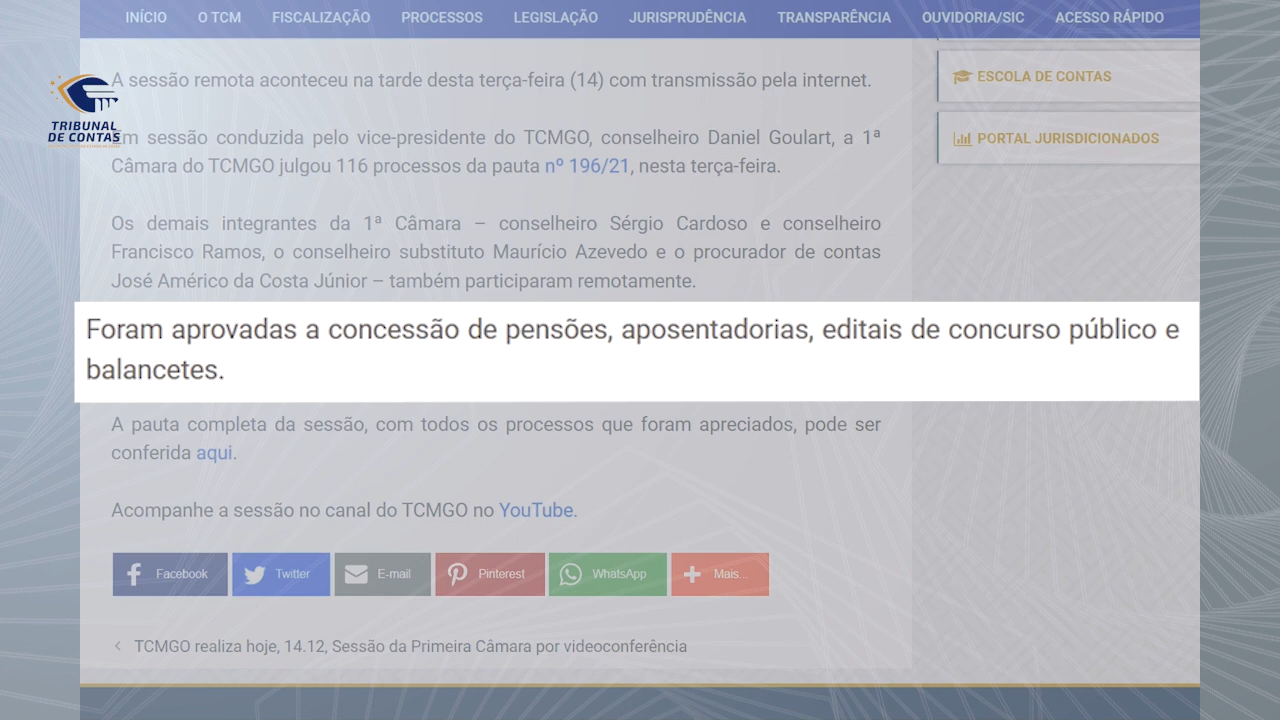 INÍCIO O TCM FISCALIZAÇÃO PROCESSOS LEGISLAÇÃO JURISPRUDÊNCIA TRANSPARÊNCIA OUVIDORIA/SIC ACESSO RÁPIDO
TRIBUNAL
DE CONTAS
A sessão remota aconteceu na tarde desta terça-feira (14) com transmissão pela internet.
Em sessão conduzida pelo vice-presidente do TCMGO, conselheiro Daniel Goulart, a 1ª
Câmara do TCMGO julgou 116 processos da pauta nº 196/21, nesta terça-feira.
Os demais integrantes da 1ª Câmara – conselheiro Sérgio Cardoso e conselheiro
Francisco Ramos, o conselheiro substituto Maurício Azevedo e o procurador de contas
José Américo da Costa Júnior – também participaram remotamente.
Foram aprovadas a concessão de pensões, aposentadorias, editais de concurso público e
balancetes.
A pauta completa da sessão, com todos os processos que foram apreciados, pode ser
conferida aqui.
Acompanhe a sessão no canal do TCMGO no YouTube.
Facebook Twitter E-mail Pinterest WhatsApp Mais...
TCMGO realiza hoje, 14.12, Sessão da Primeira Câmara por videoconferência
ESCOLA DE CONTAS
PORTAL JURISDICIONADOS